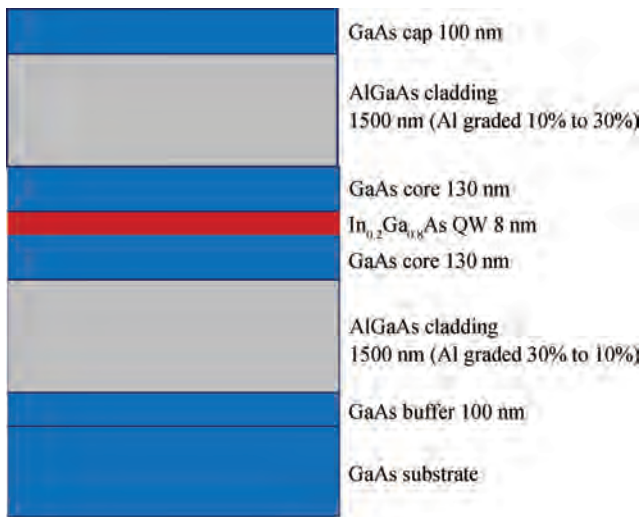 GaAs cap 100 nm
AlGaAs cladding
1500 nm (Al graded 10% to 30%)
GaAs core 130 nm
In₀.₂Ga₀.₈As QW 8 nm
GaAs core 130 nm
AlGaAs cladding
1500 nm (Al graded 30% to 10%)
GaAs buffer 100 nm
GaAs substrate